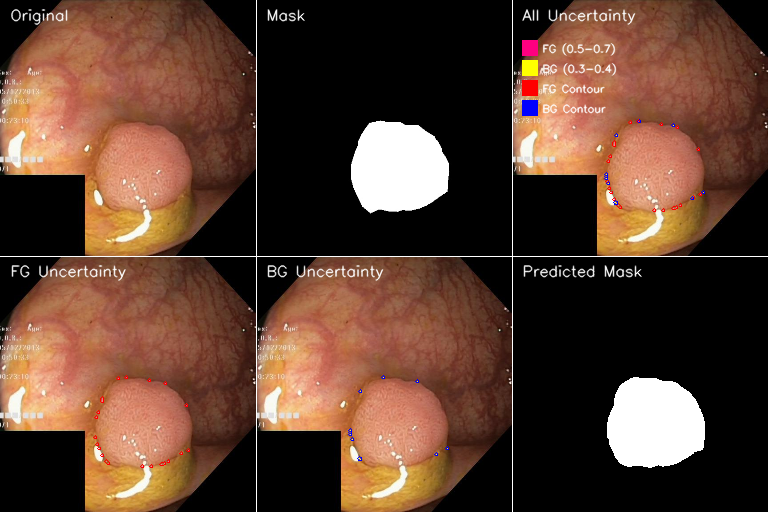 Original
Mask
All Uncertainty
FG (0.5-0.7)
BG (0.3-0.4)
FG Contour
BG Contour
FG Uncertainty
BG Uncertainty
Predicted Mask